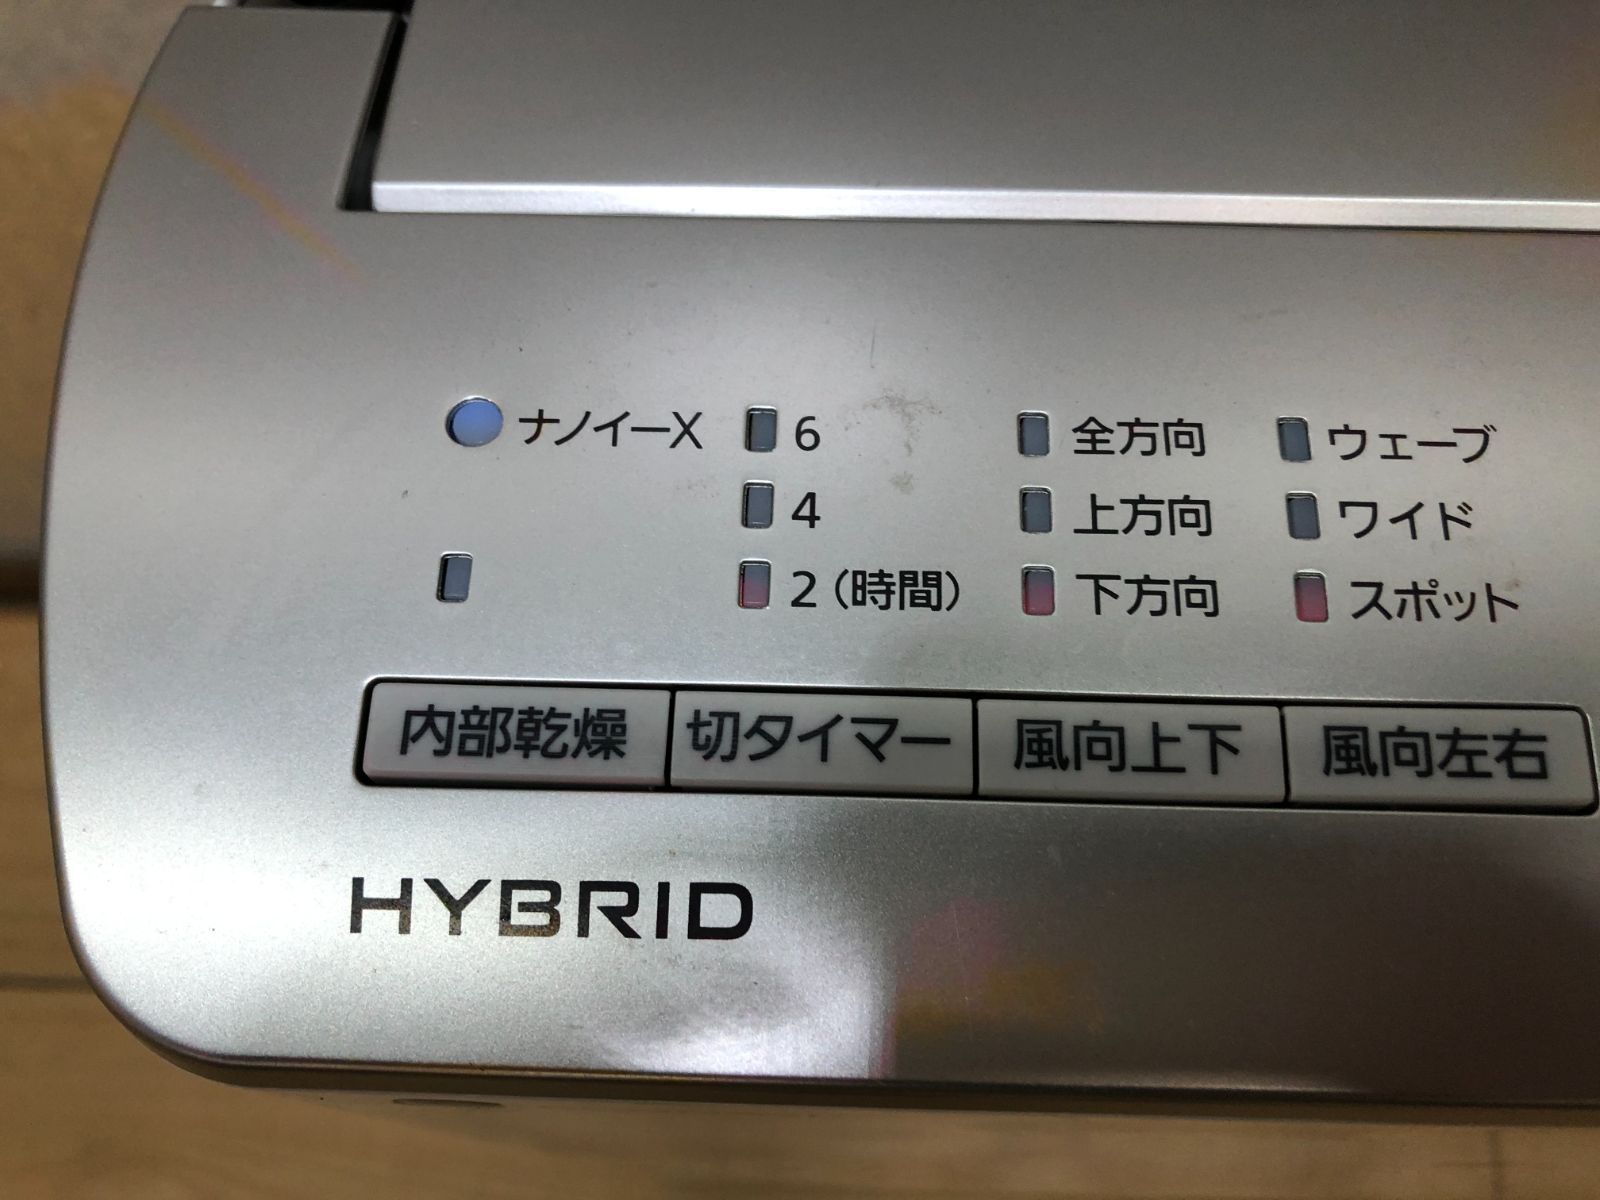 ナノイーX 6 全方向 ウェーブ
4 上方向 ワイド
2（時間） 下方向 スポット
内部乾燥 切タイマー 風向上下 風向左右
HYBRID